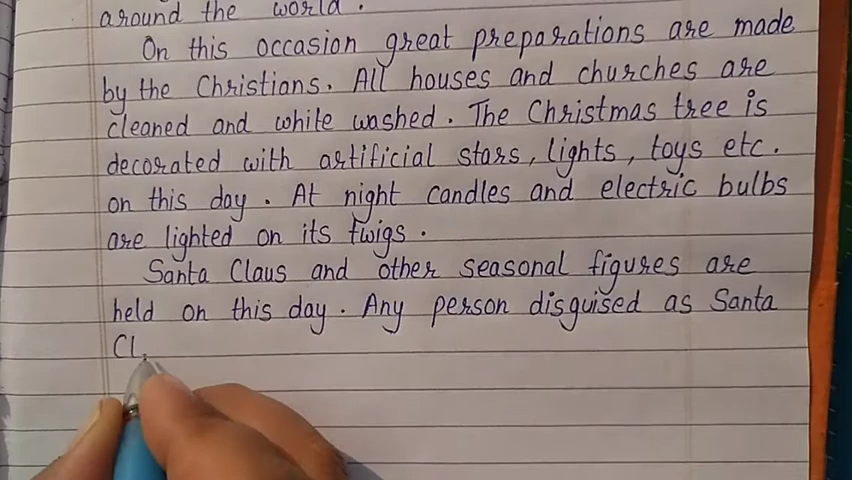 around the world.
On this occasion great preparations are made
by the Christians. All houses and churches are
cleaned and white washed. The Christmas tree is
decorated with artificial stars, lights, toys etc.
on this day. At night candles and electric bulbs
are lighted on its twigs.
Santa Claus and other seasonal figures are
held on this day. Any person disguised as Santa
Cl